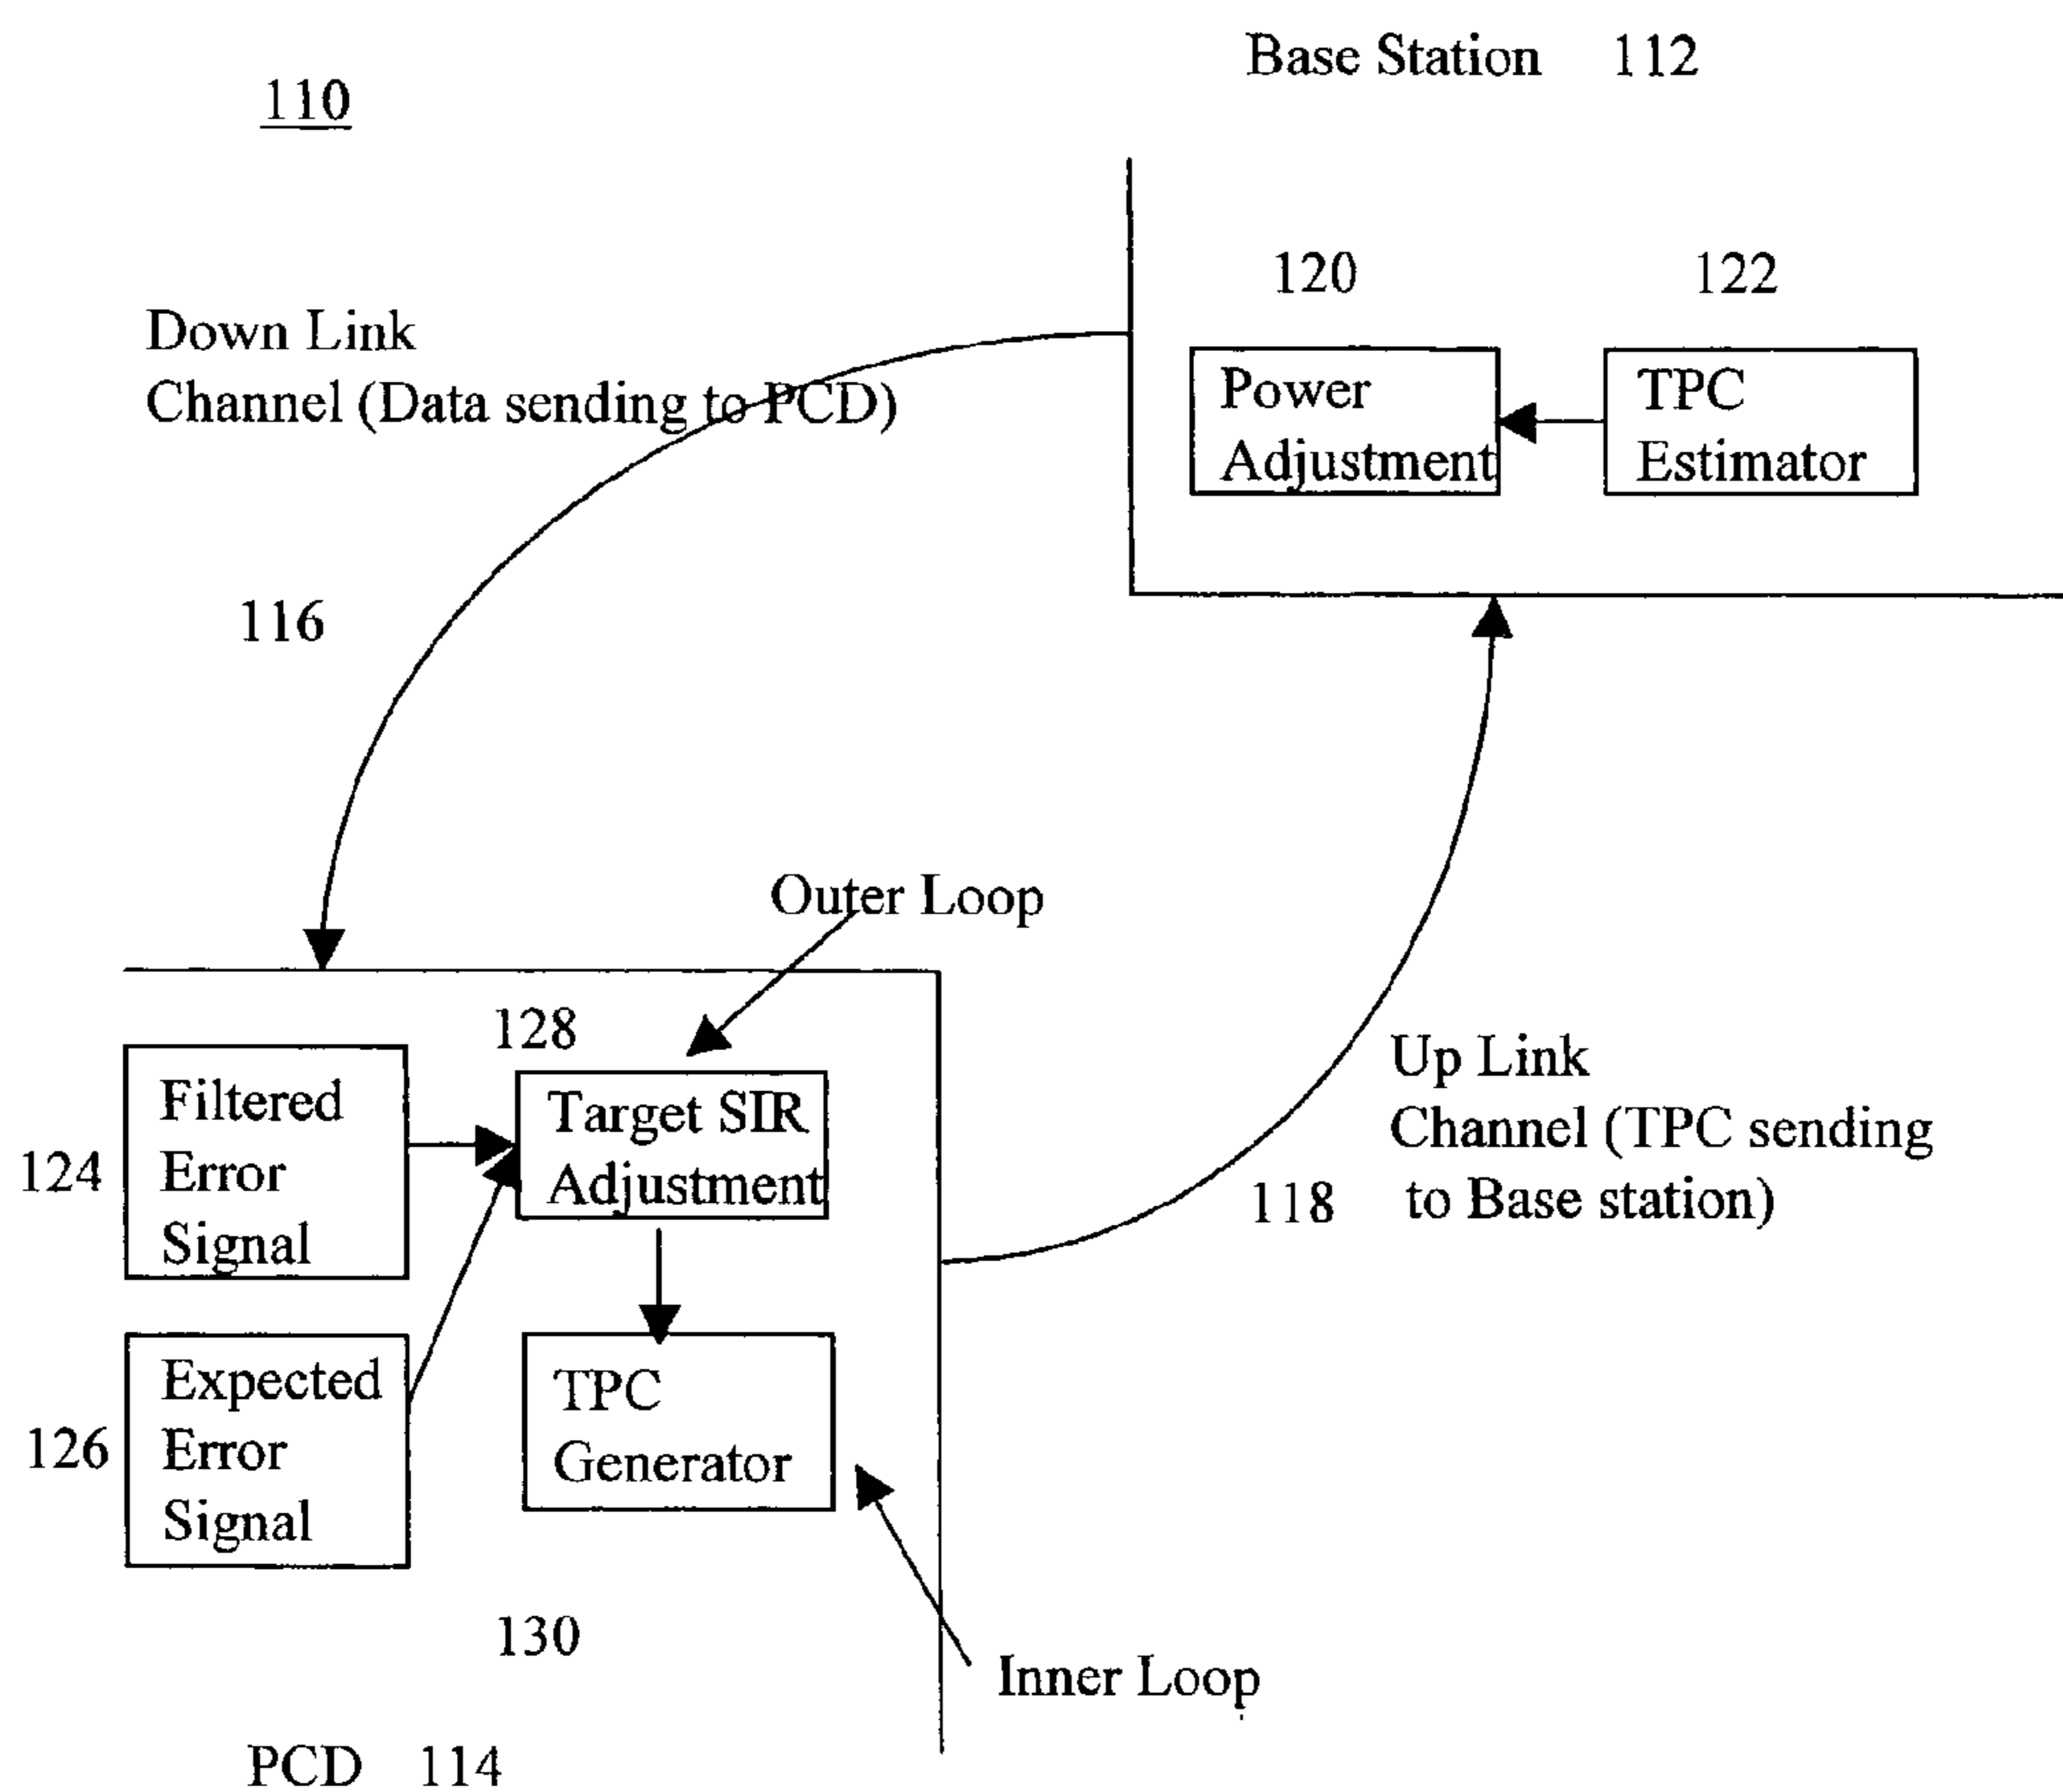 Base Station 112
110
120
122
Down Link
Channel (Data sending to PCD)
Power
Adjustment
TPC
Estimator
116
Outer Loop
128
Filtered
Error
Signal
124
Target SIR
Adjustment
Up Link
Channel (TPC sending
to Base station)
118
Expected
Error
Signal
126
TPC
Generator
130
Inner Loop
PCD 114